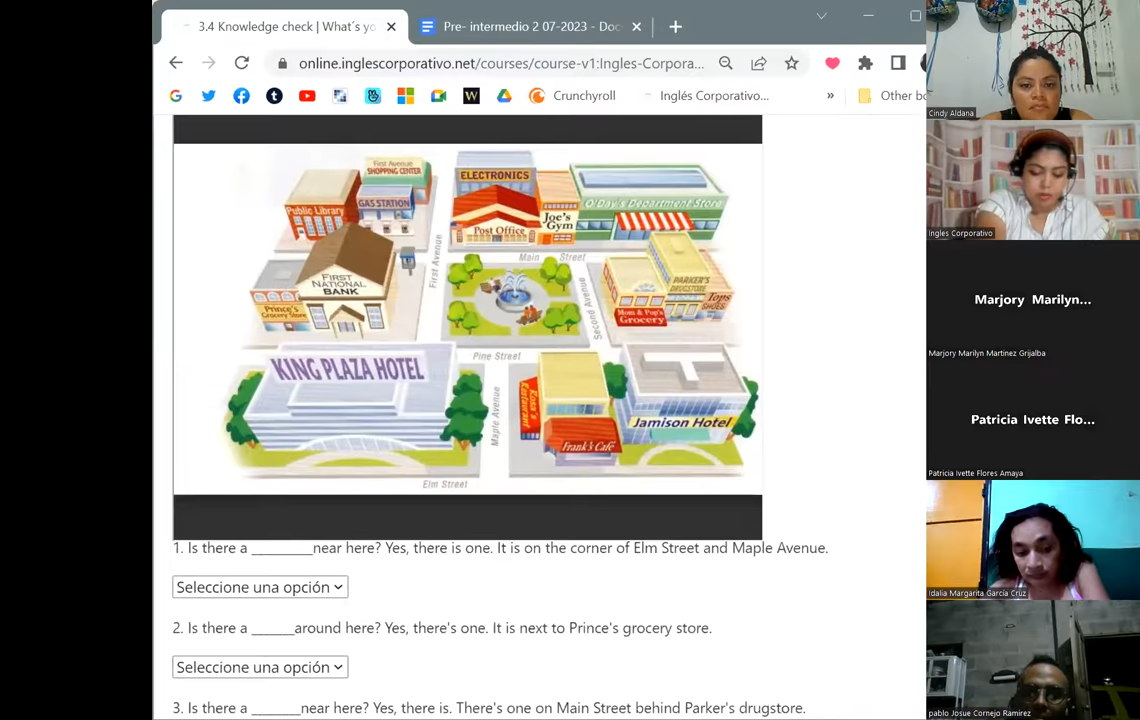 3.4 Knowledge check | What´s yo
Pre- intermedio 2 07-2023 - Doc
online.inglescorporativo.net/courses/course-v1:Ingles-Corpora...
Crunchyroll
Inglés Corporativo...
»
Other bo
First Avenue
SHOPPING CENTER
GAS STATION
Public Library
ELECTRONICS
Post Office
Joe's
Gym
O'Day's Department Store
Main Street
First Avenue
Second Avenue
FIRST
NATIONAL
BANK
Prince's
Grocery Store
PARKER'S
DRUGSTORE
Tops
SHOES
Mom & Pop's
Grocery
Pine Street
KING PLAZA HOTEL
Maple Avenue
Rosa's
Restaurant
Frank's Cafe
Jamison Hotel
Elm Street
1. Is there a _________near here? Yes, there is one. It is on the corner of Elm Street and Maple Avenue.
Seleccione una opción
2. Is there a ______around here? Yes, there's one. It is next to Prince's grocery store.
Seleccione una opción
3. Is there a _______near here? Yes, there is. There's one on Main Street behind Parker's drugstore.
Cindy Aldana
Ingles Corporativo
Marjory Marilyn...
Marjory Marilyn Martinez Grijalba
Patricia Ivette Flo...
Patricia Ivette Flores Amaya
Idalia Margarita García Cruz
pablo Josue Cornejo Ramirez